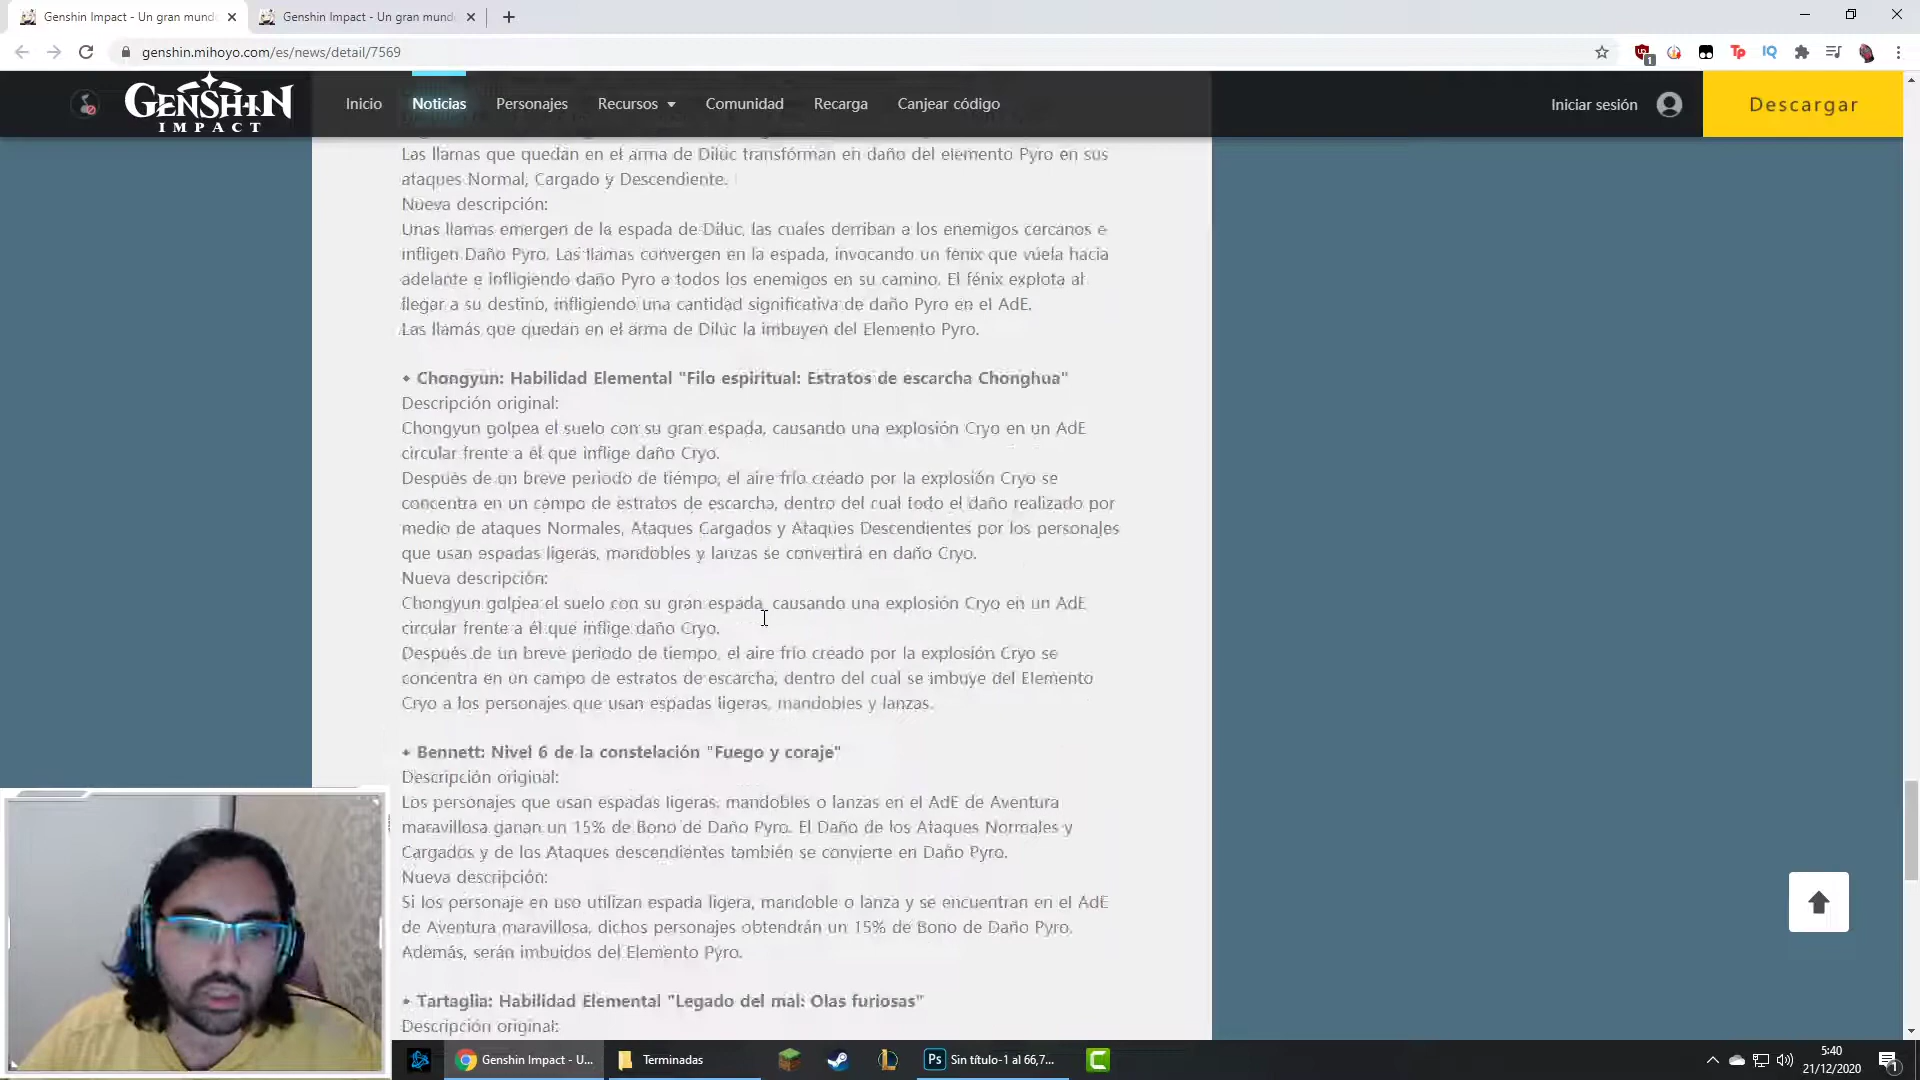 Genshin Impact - Un gran mund
Genshin Impact - Un gran mund
genshin.mihoyo.com/es/news/detail/7569
1
Tp
IQ
GENSHIN
IMPACT
Inicio
Noticias
Personajes
Recursos
Comunidad
Recarga
Canjear código
Iniciar sesión
Descargar
Las llamas que quedan en el arma de Diluc transforman en daño del elemento Pyro en sus
ataques Normal, Cargado y Descendiente.
Nueva descripción:
Unas llamas emergen de la espada de Diluc, las cuales derriban a los enemigos cercanos e
infligen Daño Pyro. Las llamas convergen en la espada, invocando un fénix que vuela hacia
adelante e infligiendo daño Pyro a todos los enemigos en su camino. El fénix explota al
llegar a su destino, infligiendo una cantidad significativa de daño Pyro en el AdE.
Las llamas que quedan en el arma de Diluc la imbuyen del Elemento Pyro.
Chongyun: Habilidad Elemental "Filo espiritual: Estratos de escarcha Chonghua"
Descripción original:
Chongyun golpea el suelo con su gran espada, causando una explosión Cryo en un AdE
circular frente a él que inflige daño Cryo.
Después de un breve periodo de tiempo, el aire frío creado por la explosión Cryo se
concentra en un campo de estratos de escarcha, dentro del cual todo el daño realizado por
medio de ataques Normales, Ataques Cargados y Ataques Descendientes por los personajes
que usan espadas ligeras, mandobles y lanzas se convertirá en daño Cryo.
Nueva descripción:
Chongyun golpea el suelo con su gran espada, causando una explosión Cryo en un AdE
circular frente a él que inflige daño Cryo.
Después de un breve periodo de tiempo, el aire frío creado por la explosión Cryo se
concentra en un campo de estratos de escarcha, dentro del cual se imbuye del Elemento
Cryo a los personajes que usan espadas ligeras, mandobles y lanzas.
Bennett: Nivel 6 de la constelación "Fuego y coraje"
Descripción original:
Los personajes que usan espadas ligeras, mandobles o lanzas en el AdE de Aventura
maravillosa ganan un 15% de Bono de Daño Pyro. El Daño de los Ataques Normales y
Cargados y de los Ataques descendientes también se convierte en Daño Pyro.
Nueva descripción:
Si los personaje en uso utilizan espada ligera, mandoble o lanza y se encuentran en el AdE
de Aventura maravillosa, dichos personajes obtendrán un 15% de Bono de Daño Pyro.
Además, serán imbuidos del Elemento Pyro.
Tartaglia: Habilidad Elemental "Legado del mal: Olas furiosas"
Descripción original:
Genshin Impact - U...
Terminadas
Ps
Sin título-1 al 66,7...
5:40
21/12/2020
1